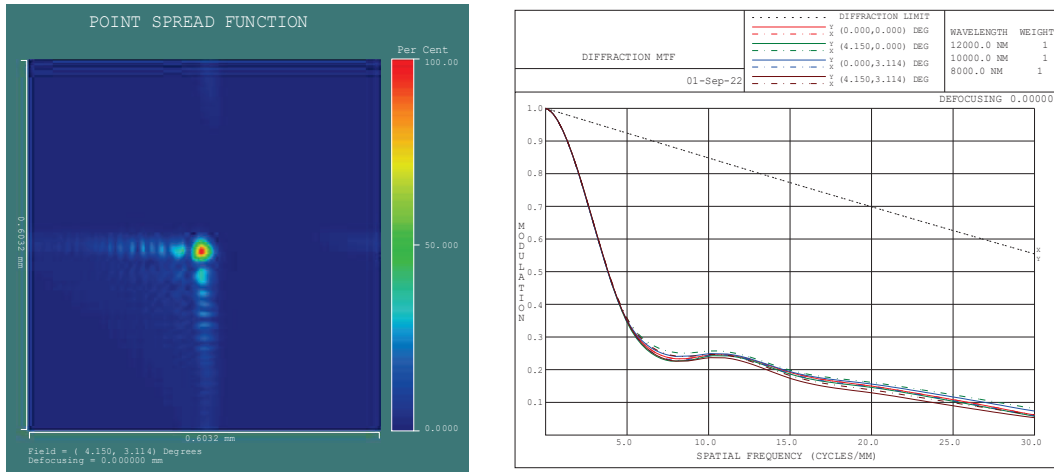 POINT SPREAD FUNCTION
Per Cent
100.00
50.000
0.0000
0.6032 mm
0.6032 mm
Field = ( 4.150, 3.114) Degrees
Defocusing = 0.000000 mm
DIFFRACTION MTF
01-Sep-22
DIFFRACTION LIMIT
Y
X (0.000,0.000) DEG
Y
X (4.150,0.000) DEG
Y
X (0.000,3.114) DEG
Y
X (4.150,3.114) DEG
WAVELENGTH WEIGHT
12000.0 NM 1
10000.0 NM 1
8000.0 NM 1
DEFOCUSING 0.00000
1.0
0.9
0.8
0.7
0.6
0.5
0.4
0.3
0.2
0.1
MODULATION
X
Y
5.0 10.0 15.0 20.0 25.0 30.0
SPATIAL FREQUENCY (CYCLES/MM)